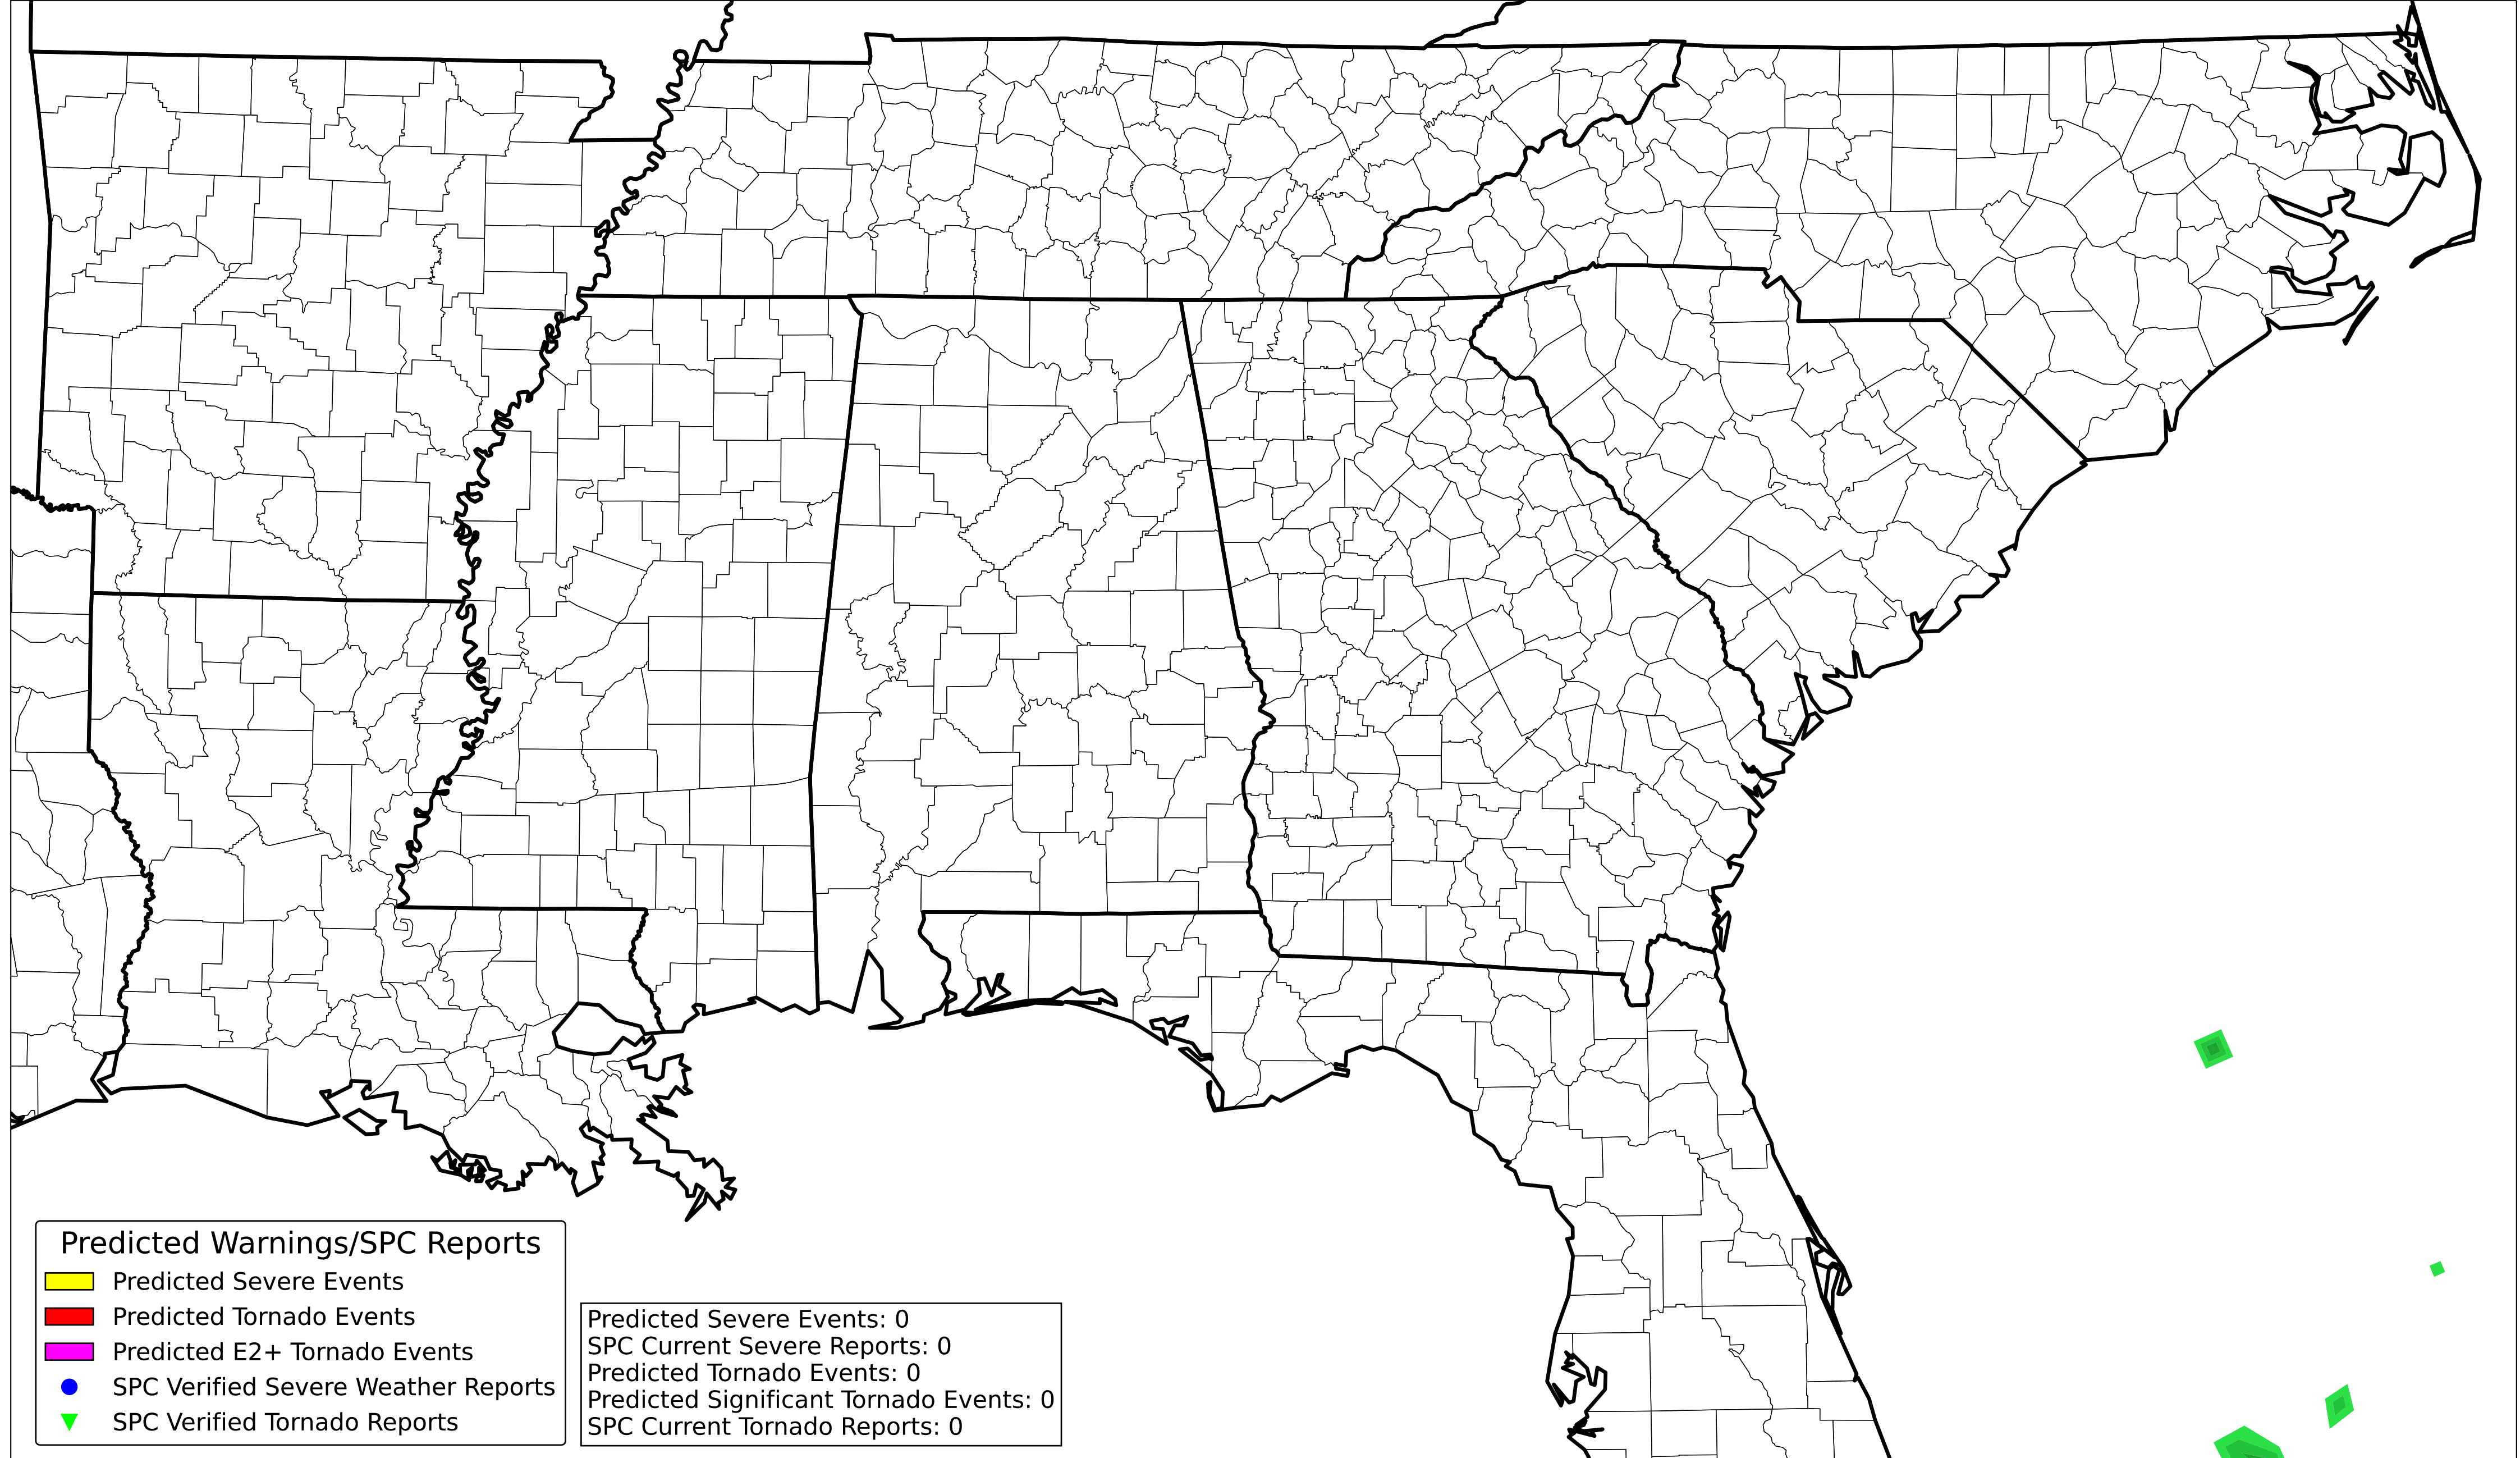 Predicted Warnings/SPC Reports
Predicted Severe Events
Predicted Tornado Events
Predicted E2+ Tornado Events
SPC Verified Severe Weather Reports
SPC Verified Tornado Reports
Predicted Severe Events: 0
SPC Current Severe Reports: 0
Predicted Tornado Events: 0
Predicted Significant Tornado Events: 0
SPC Current Tornado Reports: 0